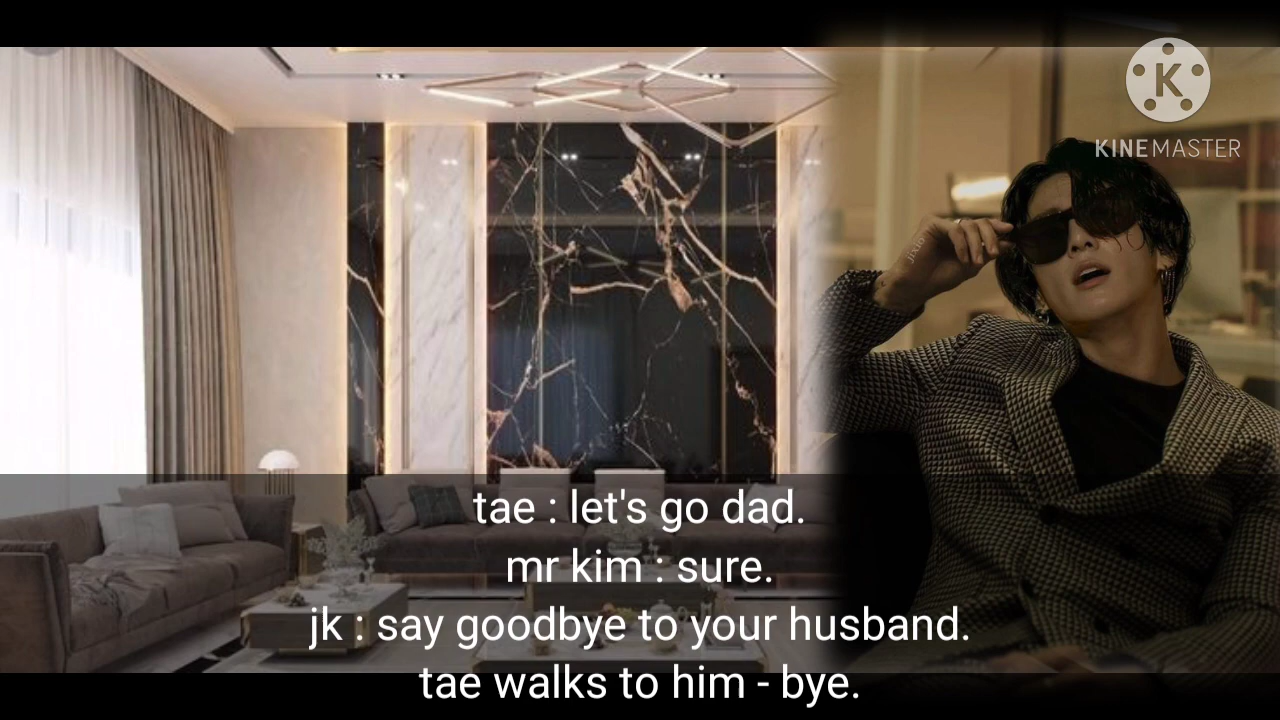 KINEMASTER
tae : let's go dad.
mr kim : sure.
jk : say goodbye to your husband.
tae walks to him - bye.